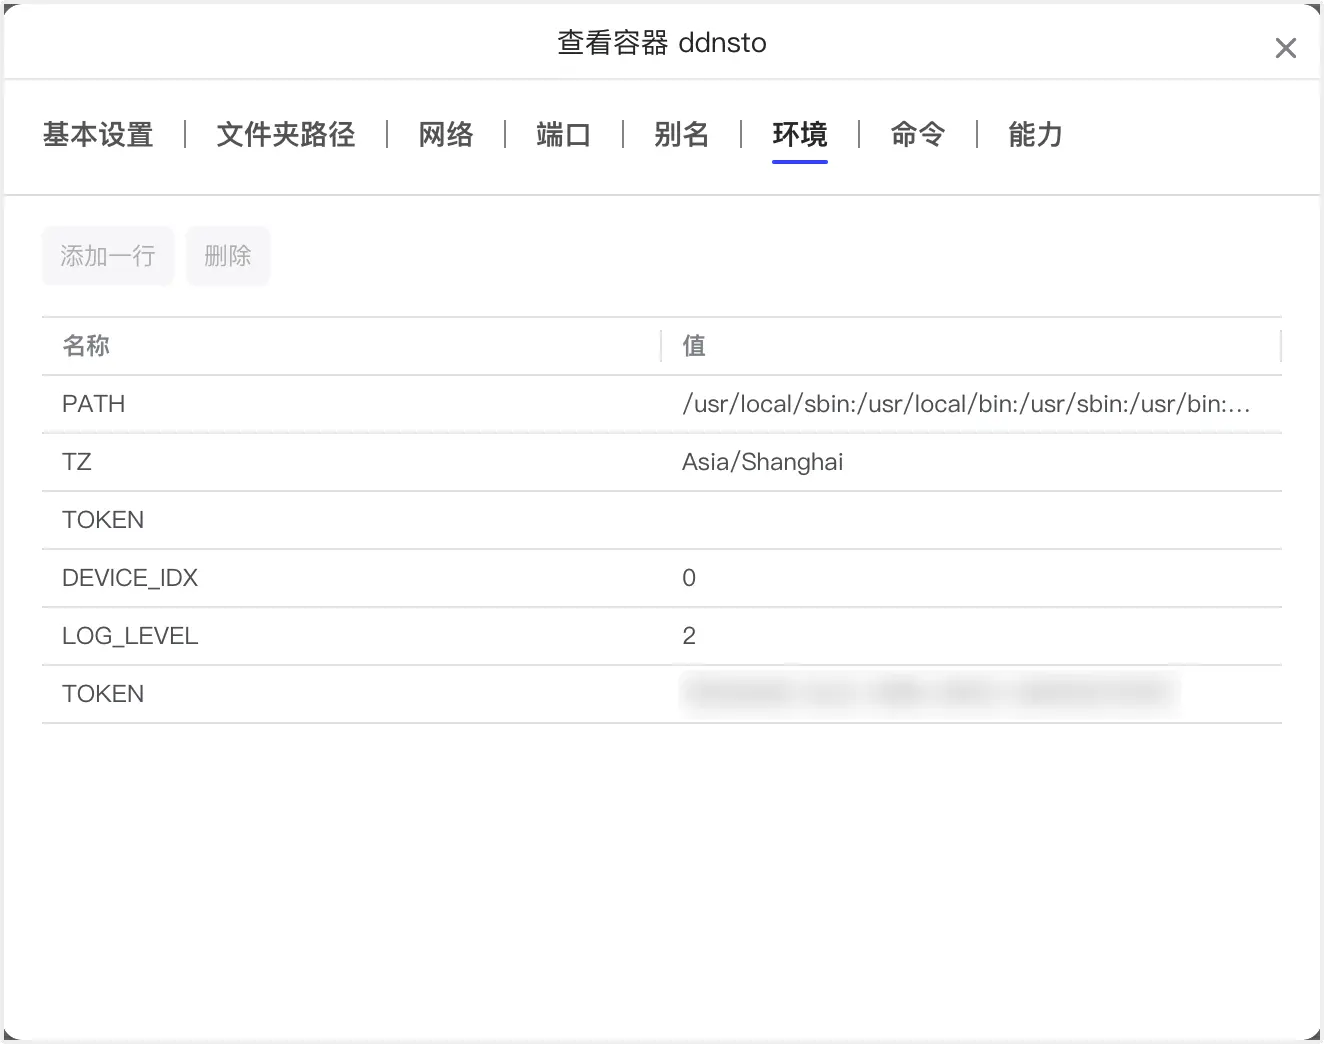 查看容器 ddnsto
基本设置 | 文件夹路径 | 网络 | 端口 | 别名 | 环境 | 命令 | 能力
添加一行 删除
名称 值
PATH /usr/local/sbin:/usr/local/bin:/usr/sbin:/usr/bin:...
TZ Asia/Shanghai
TOKEN
DEVICE_IDX 0
LOG_LEVEL 2
TOKEN